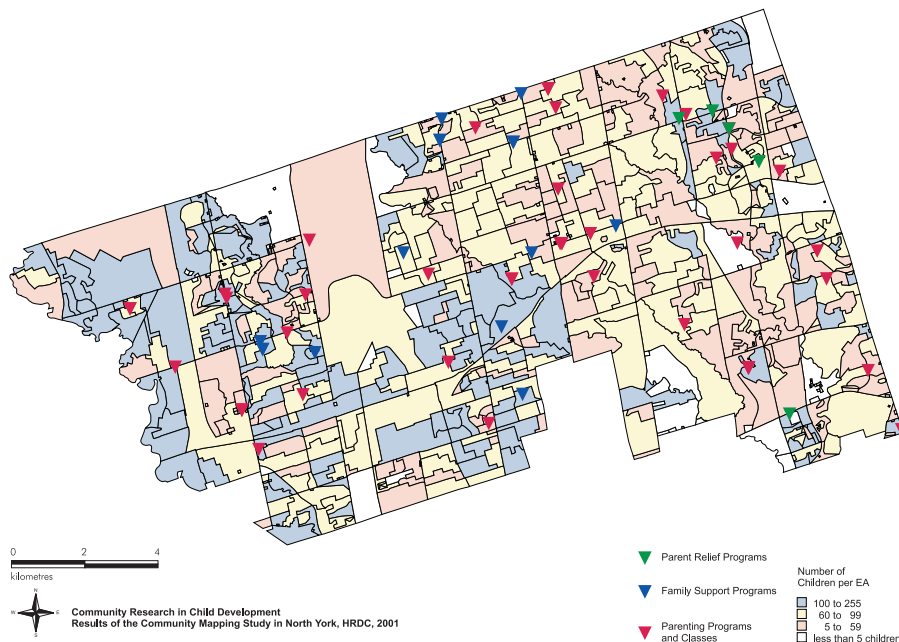 0 2 4
kilometres
N
W E
S
Community Research in Child Development
Results of the Community Mapping Study in North York, HRDC, 2001
Parent Relief Programs
Family Support Programs
Parenting Programs
and Classes
Number of
Children per EA
100 to 255
60 to 99
5 to 59
less than 5 children